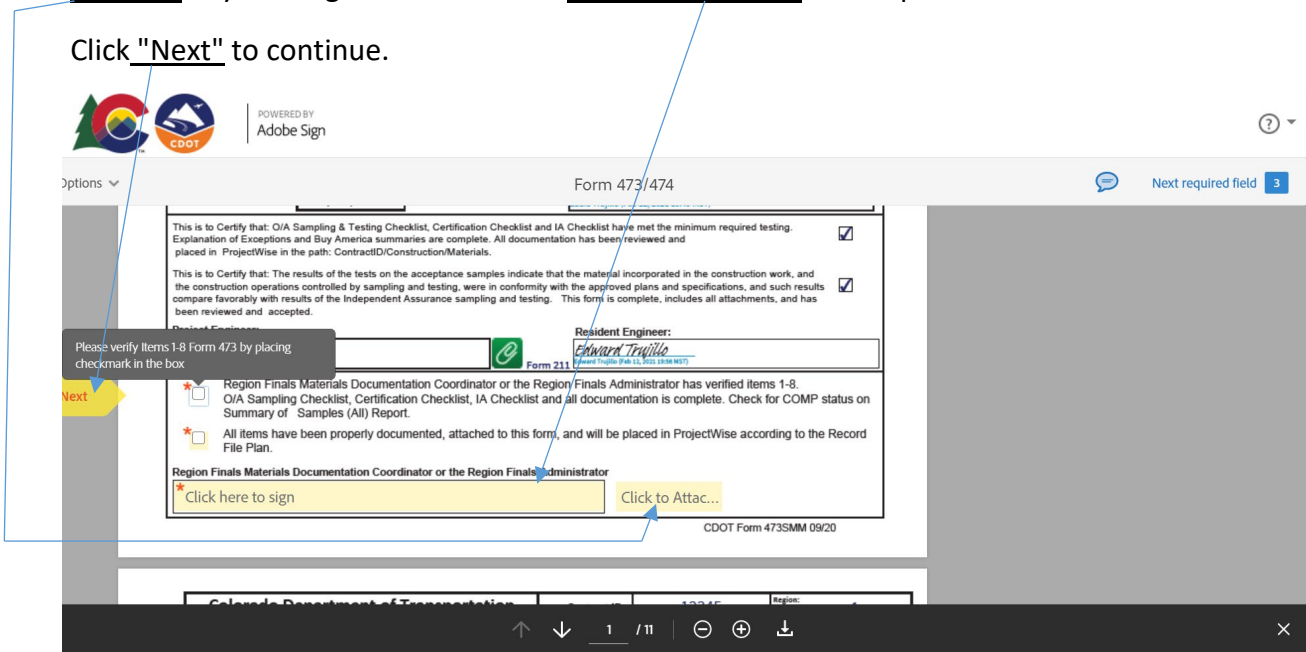 Click "Next" to continue.
CDOT
POWERED BY
Adobe Sign
Options
Form 473/474
Next required field 3
This is to Certify that: O/A Sampling & Testing Checklist, Certification Checklist and IA Checklist have met the minimum required testing.
Explanation of Exceptions and Buy America summaries are complete. All documentation has been reviewed and
placed in ProjectWise in the path: ContractID/Construction/Materials.
This is to Certify that: The results of the tests on the acceptance samples indicate that the material incorporated in the construction work, and
the construction operations controlled by sampling and testing, were in conformity with the approved plans and specifications, and such results
compare favorably with results of the Independent Assurance sampling and testing. This form is complete, includes all attachments, and has
been reviewed and accepted.
Resident Engineer:
Please verify Items 1-8 Form 473 by placing
checkmark in the box
Form 211
Edward Trujillo
Edward Trujillo (Feb 12, 2021 19:56 MST)
Next
* Region Finals Materials Documentation Coordinator or the Region Finals Administrator has verified items 1-8.
O/A Sampling Checklist, Certification Checklist, IA Checklist and all documentation is complete. Check for COMP status on
Summary of Samples (All) Report.
* All items have been properly documented, attached to this form, and will be placed in ProjectWise according to the Record
File Plan.
Region Finals Materials Documentation Coordinator or the Region Finals Administrator
* Click here to sign
Click to Attac...
CDOT Form 473SMM 09/20
Colorado Department of Transportation
Region:
1 / 11